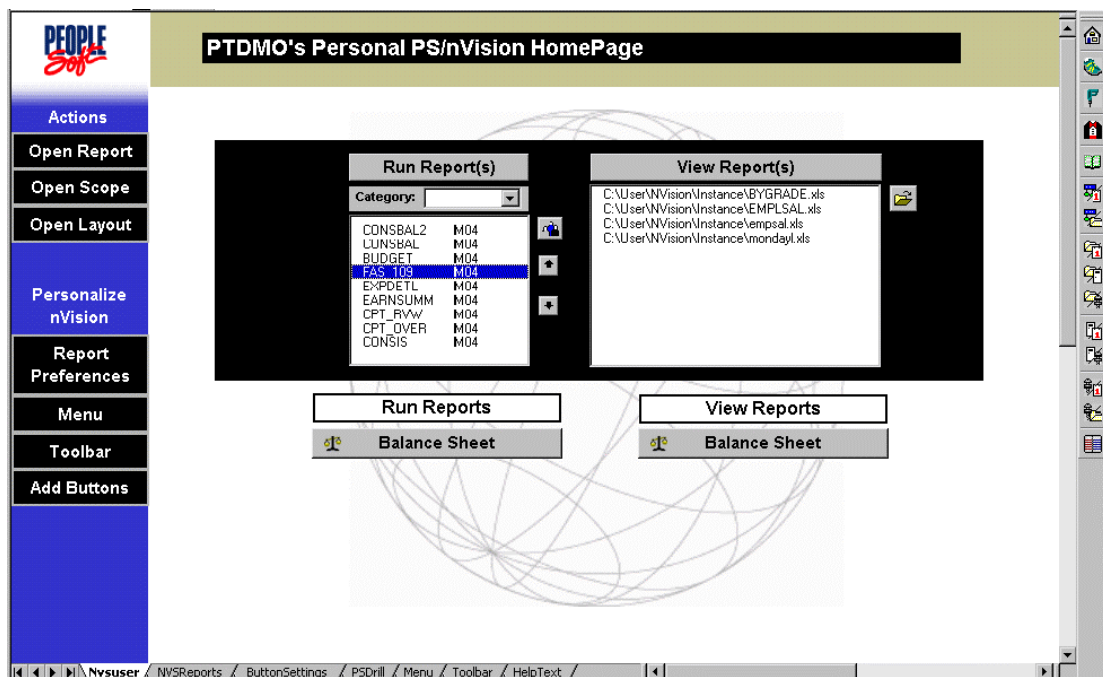 PEOPLE
Soft
PTDMO's Personal PS/nVision HomePage
Actions
Open Report
Open Scope
Open Layout
Personalize
nVision
Report
Preferences
Menu
Toolbar
Add Buttons
Run Report(s)
Category:
CONSBAL2 M04
CONSBAL M04
BUDGET M04
FAS_109 M04
EXPDETL M04
EARNSUMM M04
CPT_RVW M04
CPT_OVER M04
CONSIS M04
View Report(s)
C:\User\NVision\Instance\BYGRADE.xls
C:\User\NVision\Instance\EMPLSAL.xls
C:\User\NVision\Instance\empsal.xls
C:\User\NVision\Instance\mondayl.xls
Run Reports
Balance Sheet
View Reports
Balance Sheet
Nvsuser / NVSReports / ButtonSettings / PSDrill / Menu / Toolbar / HelpText /